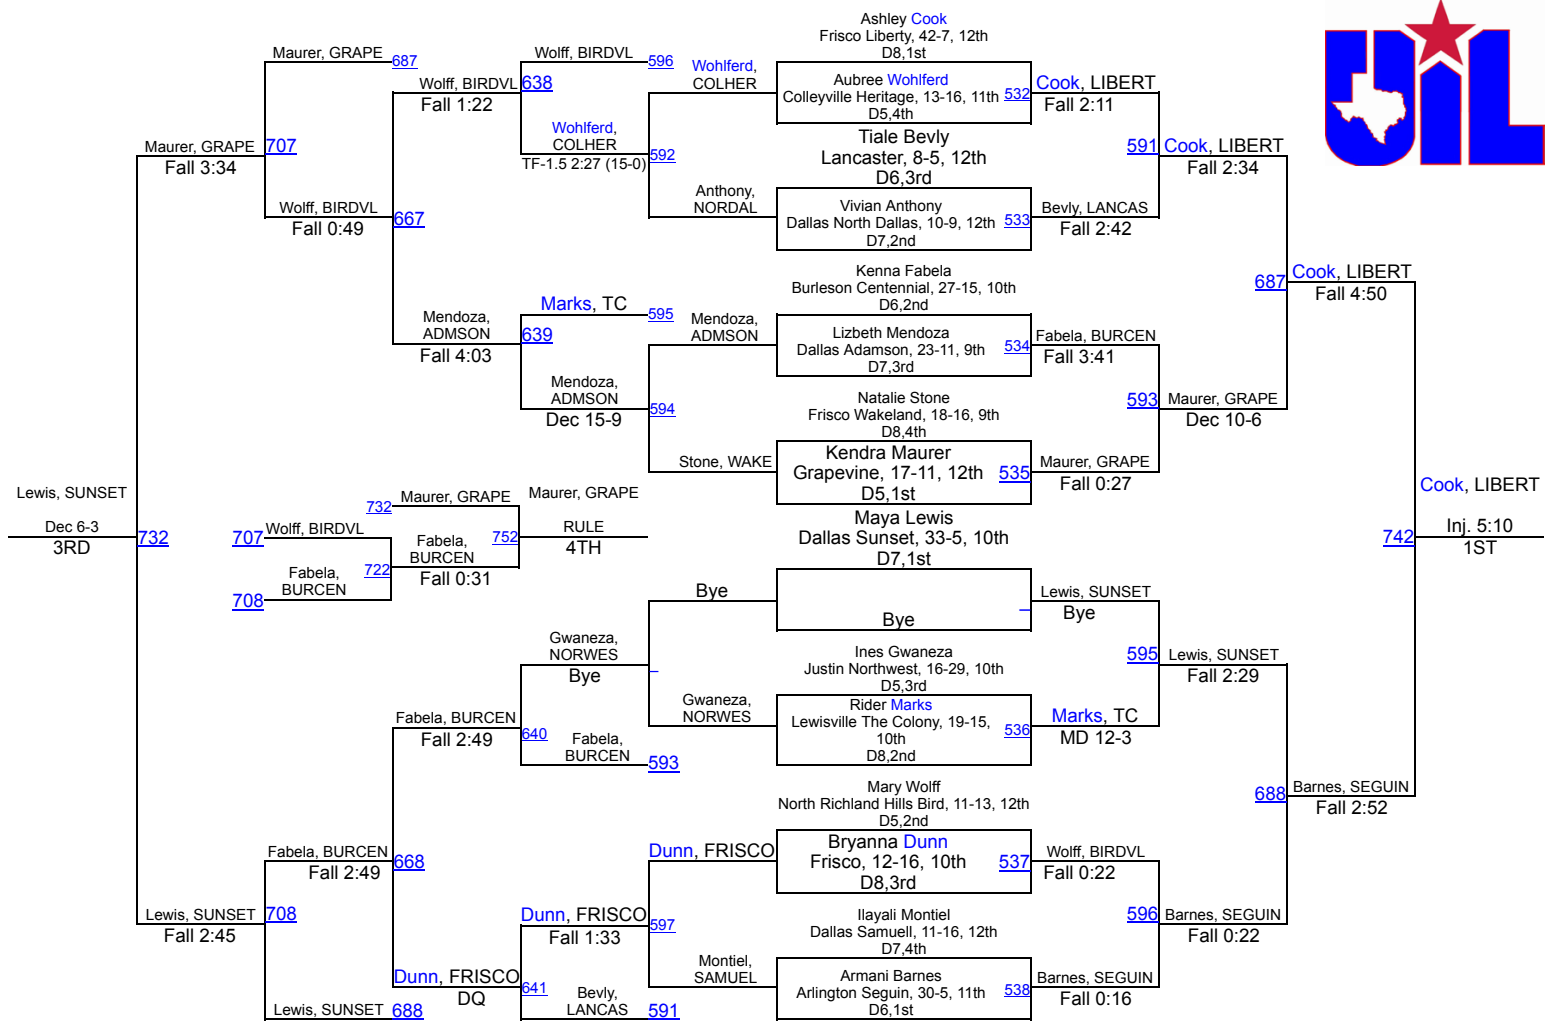 Ashley Cook
Frisco Liberty, 42-7, 12th
D8,1st
UIL
Maurer, GRAPE
687
Wolff, BIRDVL
596
Wohlferd,
COLHER
Aubree Wohlferd
Colleyville Heritage, 13-16, 11th
D5,4th
532
Cook, LIBERT
Fall 2:11
Wolff, BIRDVL
638
Fall 1:22
Wohlferd,
COLHER
TF-1.5 2:27 (15-0)
592
Tiale Bevly
Lancaster, 8-5, 12th
D6,3rd
591
Cook, LIBERT
Fall 2:34
Maurer, GRAPE
707
Fall 3:34
Anthony,
NORDAL
Vivian Anthony
Dallas North Dallas, 10-9, 12th
D7,2nd
533
Bevly, LANCAS
Fall 2:42
Wolff, BIRDVL
Fall 0:49
667
Kenna Fabela
Burleson Centennial, 27-15, 10th
D6,2nd
687
Cook, LIBERT
Fall 4:50
Marks, TC
595
Mendoza,
ADMSON
Fall 4:03
639
Mendoza,
ADMSON
Lizbeth Mendoza
Dallas Adamson, 23-11, 9th
D7,3rd
534
Fabela, BURCEN
Fall 3:41
Mendoza,
ADMSON
Dec 15-9
594
Natalie Stone
Frisco Wakeland, 18-16, 9th
D8,4th
593
Maurer, GRAPE
Dec 10-6
Stone, WAKE
Kendra Maurer
Grapevine, 17-11, 12th
D5,1st
535
Maurer, GRAPE
Fall 0:27
Lewis, SUNSET
Dec 6-3
3RD
732
732
Maurer, GRAPE
Maurer, GRAPE
RULE
4TH
707
Wolff, BIRDVL
Fabela,
BURCEN
Fall 0:31
752
722
Fabela,
BURCEN
708
Maya Lewis
Dallas Sunset, 33-5, 10th
D7,1st
Cook, LIBERT
Inj. 5:10
1ST
742
Bye
Bye
Lewis, SUNSET
Bye
Gwaneza,
NORWES
Bye
Ines Gwaneza
Justin Northwest, 16-29, 10th
D5,3rd
595
Lewis, SUNSET
Fall 2:29
Gwaneza,
NORWES
Rider Marks
Lewisville The Colony, 19-15,
10th
D8,2nd
536
Marks, TC
MD 12-3
Fabela, BURCEN
Fall 2:49
640
Fabela,
BURCEN
593
Mary Wolff
North Richland Hills Bird, 11-13, 12th
D5,2nd
688
Barnes, SEGUIN
Fall 2:52
Fabela, BURCEN
Fall 2:49
668
Dunn, FRISCO
Bryanna Dunn
Frisco, 12-16, 10th
D8,3rd
537
Wolff, BIRDVL
Fall 0:22
Lewis, SUNSET
Fall 2:45
708
Dunn, FRISCO
Fall 1:33
597
Ilayali Montiel
Dallas Samuell, 11-16, 12th
D7,4th
596
Barnes, SEGUIN
Fall 0:22
Dunn, FRISCO
DQ
641
Montiel,
SAMUEL
Armani Barnes
Arlington Seguin, 30-5, 11th
D6,1st
538
Barnes, SEGUIN
Fall 0:16
Lewis, SUNSET
688
Bevly,
LANCAS
591